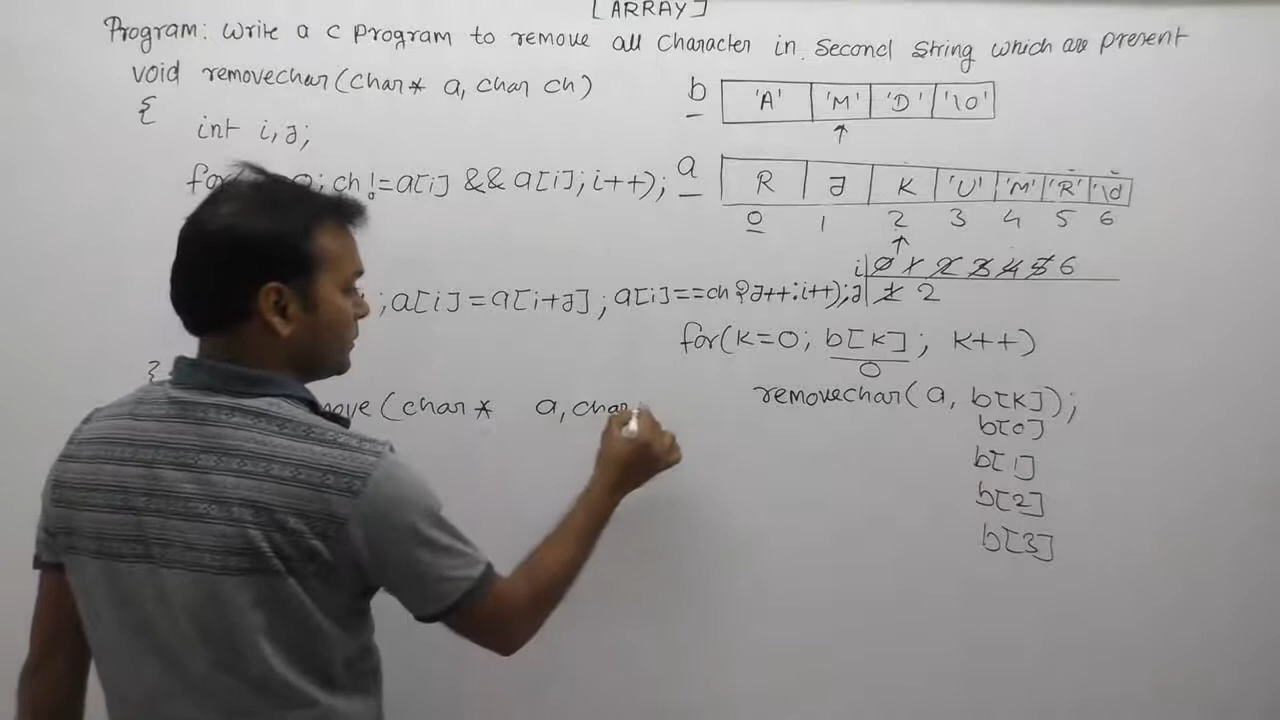 [ARRAY]
Program: Write a C program to remove all character in second string which are present
void removechar(char* a, char ch)
{
int i,J;
for( 0; ch!=a[i] && a[i]; i++);
;a[i]=a[i+J]; a[i]==ch?J++:i++);
}
(char* a, char
b 'A' 'M' 'D' '\0'
↑
a R J K 'U' 'M' 'R' '\0'
0 1 2 3 4 5 6
↑
i 0 1 2 3 4 5 6
J 1 2
for(K=0; b[K]; K++)
0
removechar(a, b[K]);
b[0]
b[1]
b[2]
b[3]